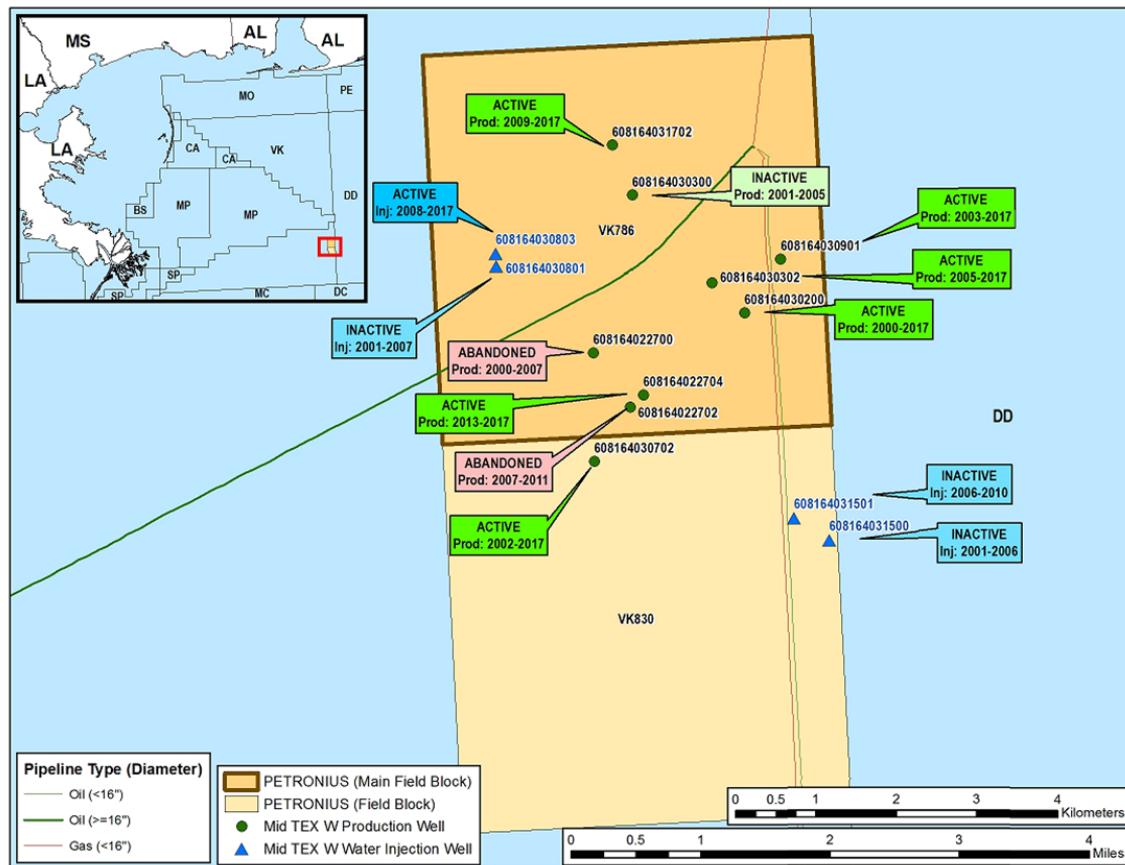 MS
AL
AL
LA
LA
MO
PE
CA
CA
VK
BS
MP
MP
DD
SP
SP
MC
DC
ACTIVE
Prod: 2009-2017
608164031702
608164030300
INACTIVE
Prod: 2001-2005
ACTIVE
Inj: 2008-2017
VK786
ACTIVE
Prod: 2003-2017
608164030803
608164030901
608164030801
608164030302
ACTIVE
Prod: 2005-2017
608164030200
ACTIVE
Prod: 2000-2017
INACTIVE
Inj: 2001-2007
608164022700
ABANDONED
Prod: 2000-2007
608164022704
ACTIVE
Prod: 2013-2017
608164022702
DD
608164030702
ABANDONED
Prod: 2007-2011
INACTIVE
Inj: 2006-2010
608164031501
ACTIVE
Prod: 2002-2017
608164031500
INACTIVE
Inj: 2001-2006
VK830
Pipeline Type (Diameter)
Oil (<16")
Oil (>=16")
Gas (<16")
PETRONIUS (Main Field Block)
PETRONIUS (Field Block)
Mid TEX W Production Well
Mid TEX W Water Injection Well
0 0.5 1 2 3 4
Kilometers
0 0.5 1 2 3 4
Miles